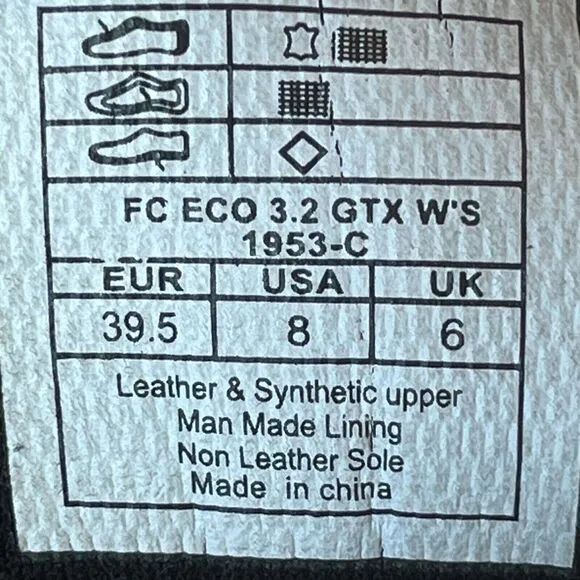 FC ECO 3.2 GTX W'S
1953-C
EUR USA UK
39.5 8 6
Leather & Synthetic upper
Man Made Lining
Non Leather Sole
Made in china